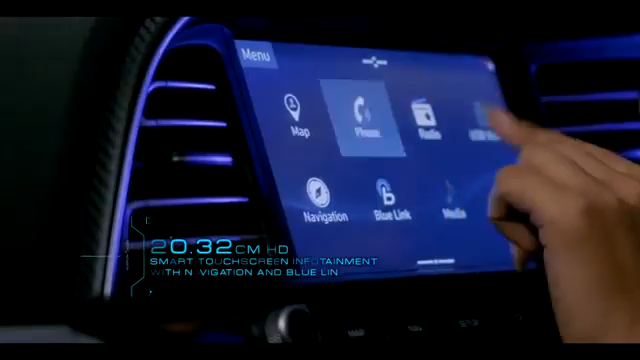 Menu
Map
Phone
Radio
Navigation
Blue Link
Media
20.32CM HD
SMART TOUCHSCREEN INFOTAINMENT
WITH N VIGATION AND BLUE LIN
MAP